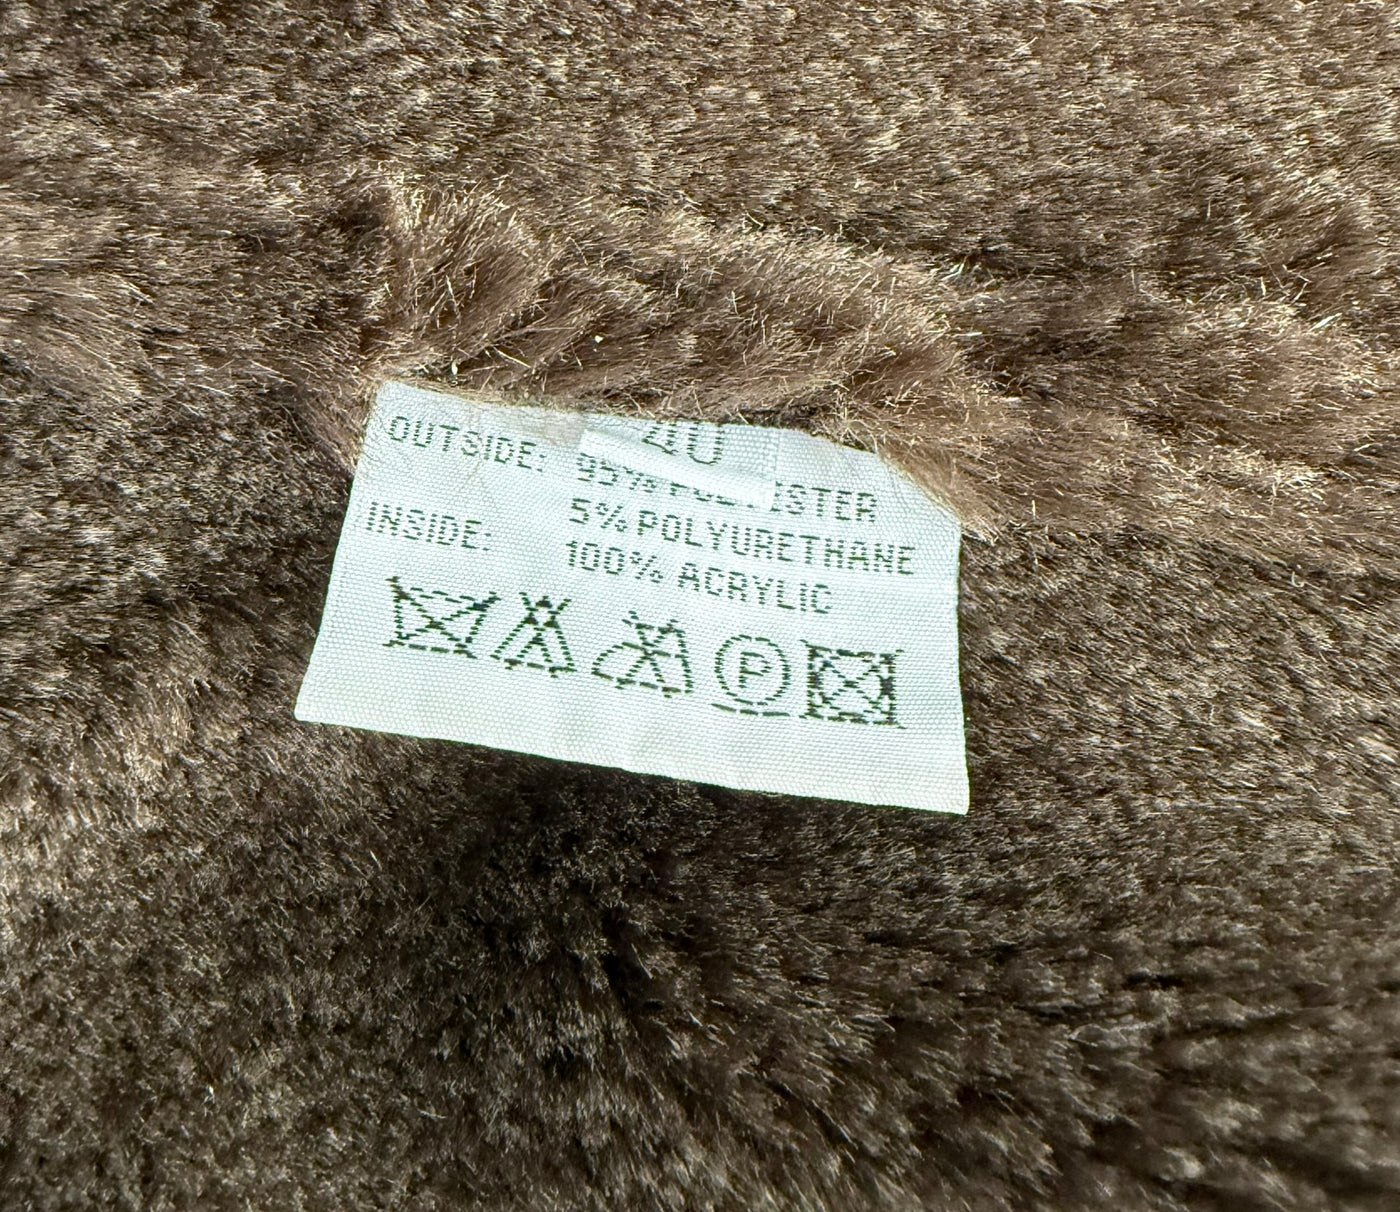 40
OUTSIDE: 95% POLYESTER
5% POLYURETHANE
INSIDE: 100% ACRYLIC
P